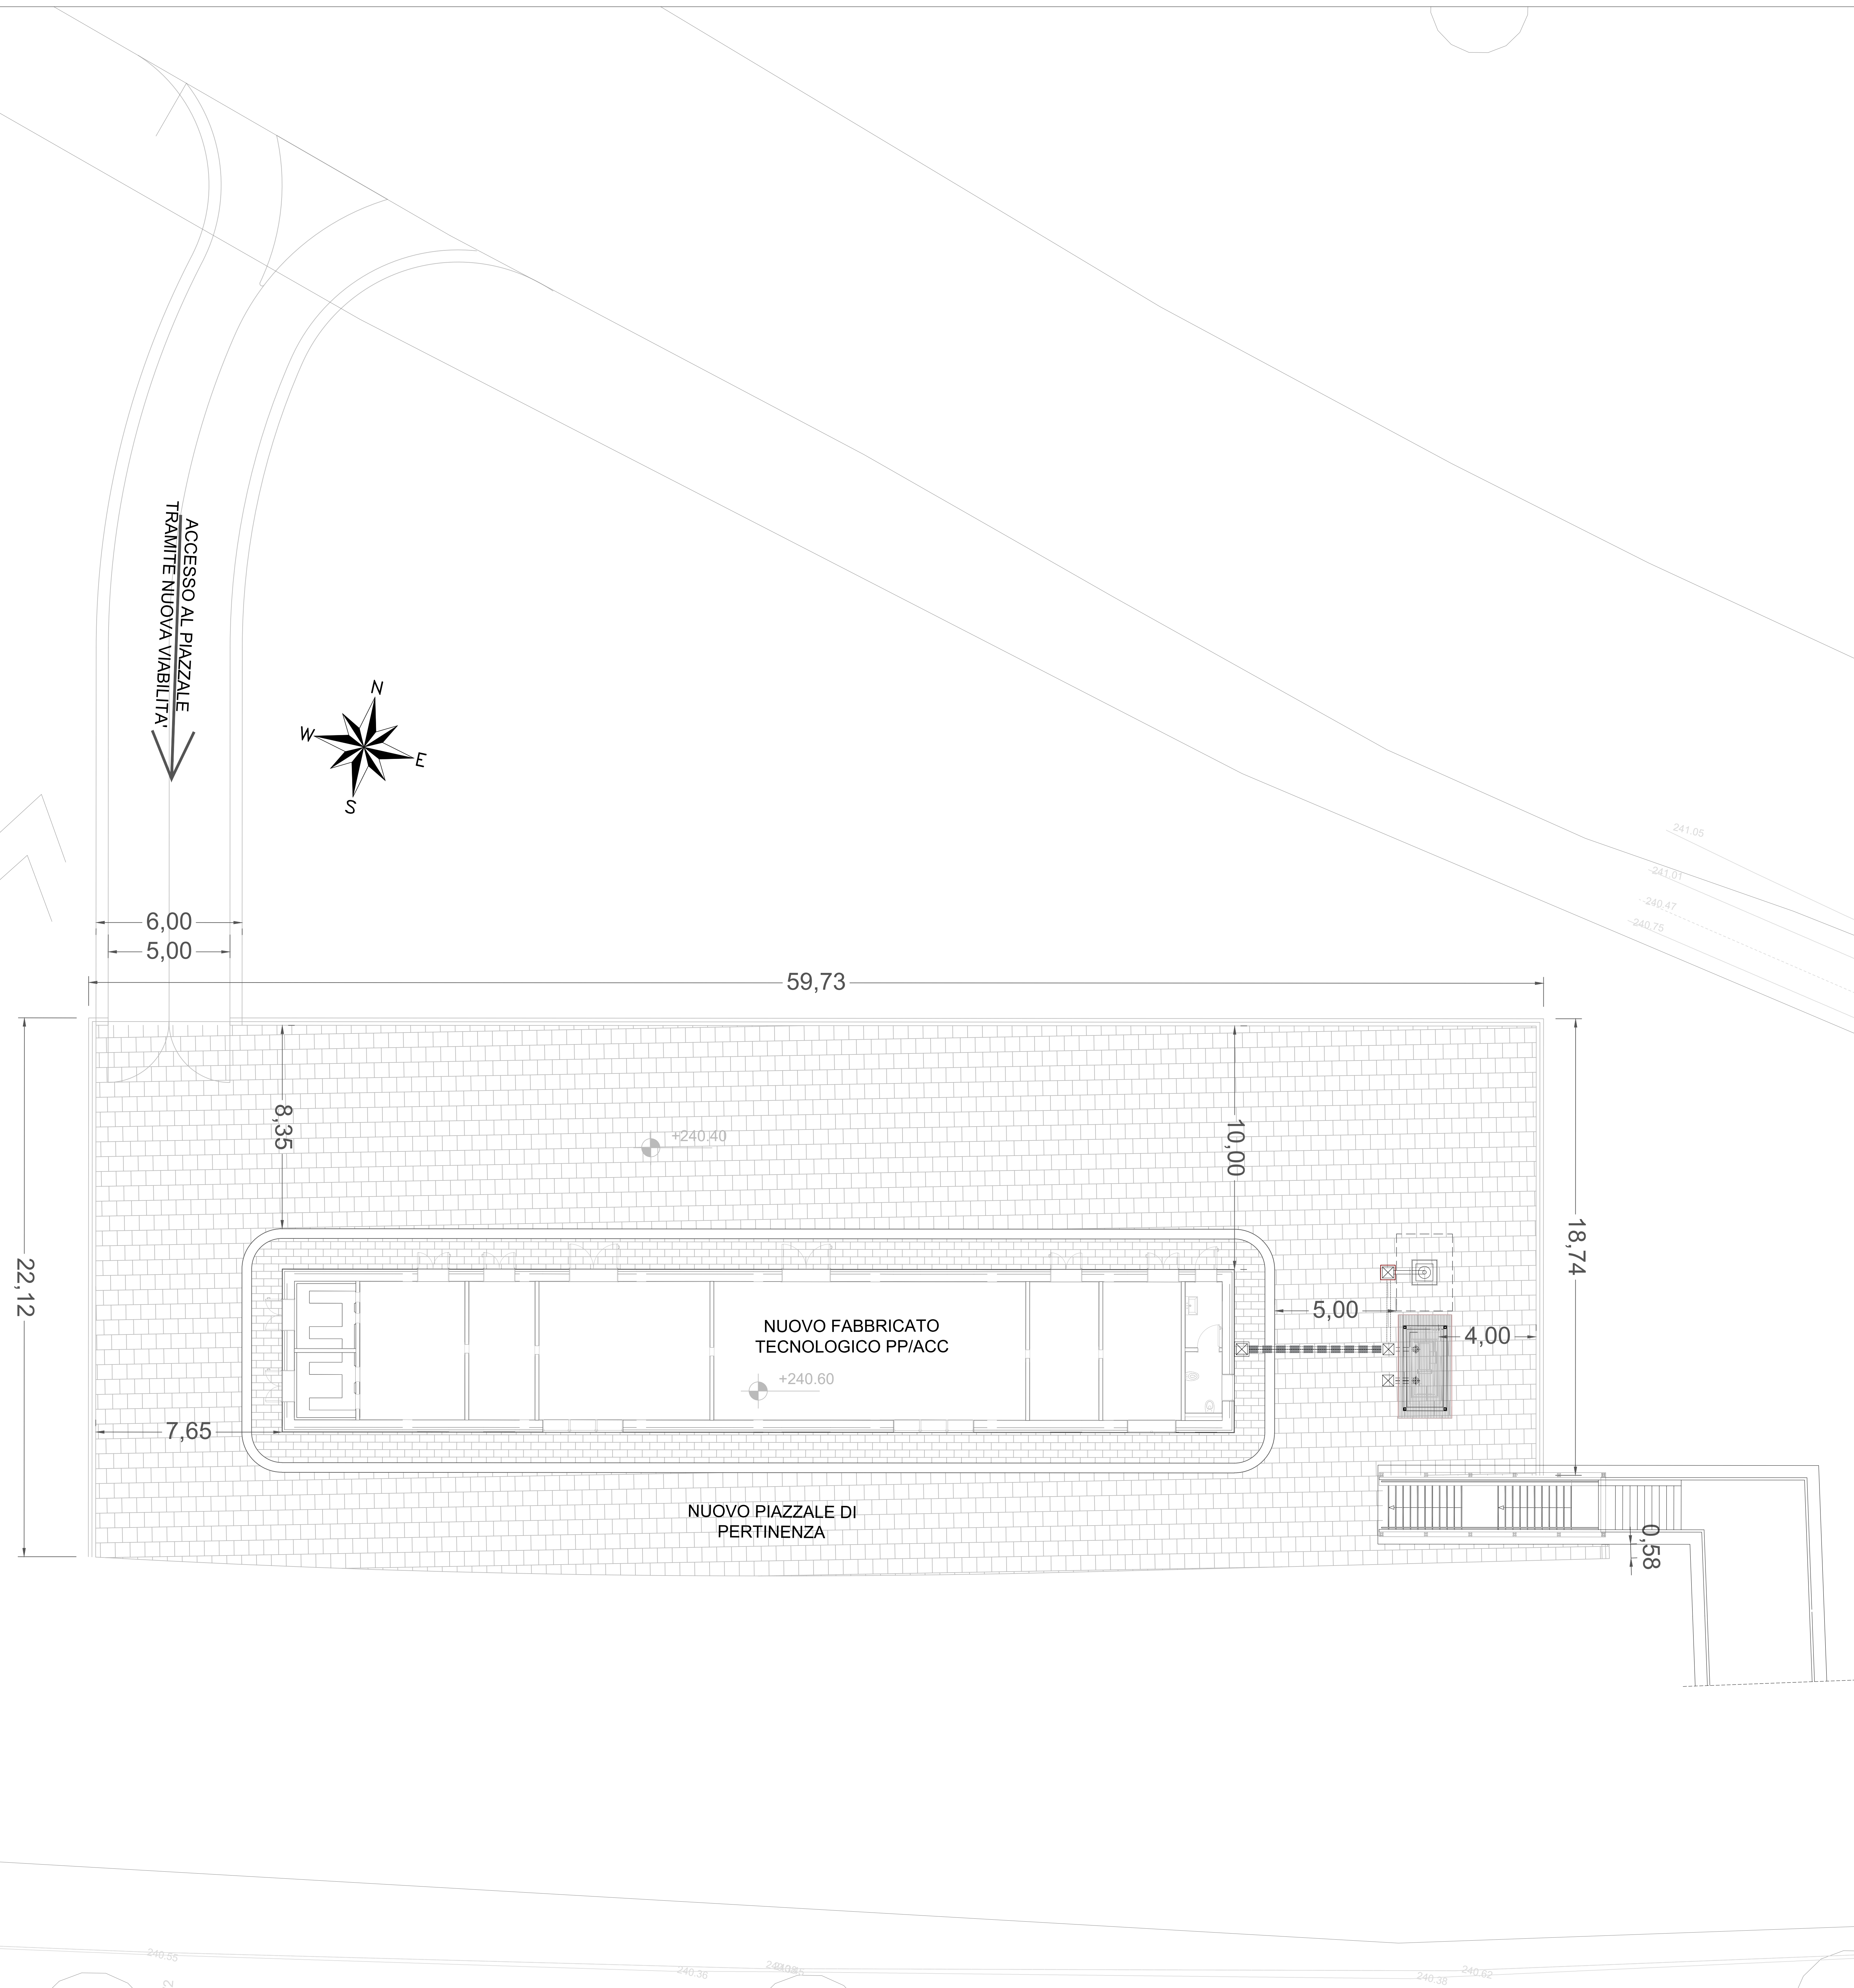 ACCESSO AL PIAZZALE
TRAMITE NUOVA VIABILITA'
N
W
E
S
241.05
241.01
240.47
240.75
6,00
5,00
59,73
8,35
10,00
+240.40
18,74
22,12
5,00
4,00
NUOVO FABBRICATO
TECNOLOGICO PP/ACC
+240.60
7,65
NUOVO PIAZZALE DI
PERTINENZA
0,58
240.55
240.36
240.38
240.62